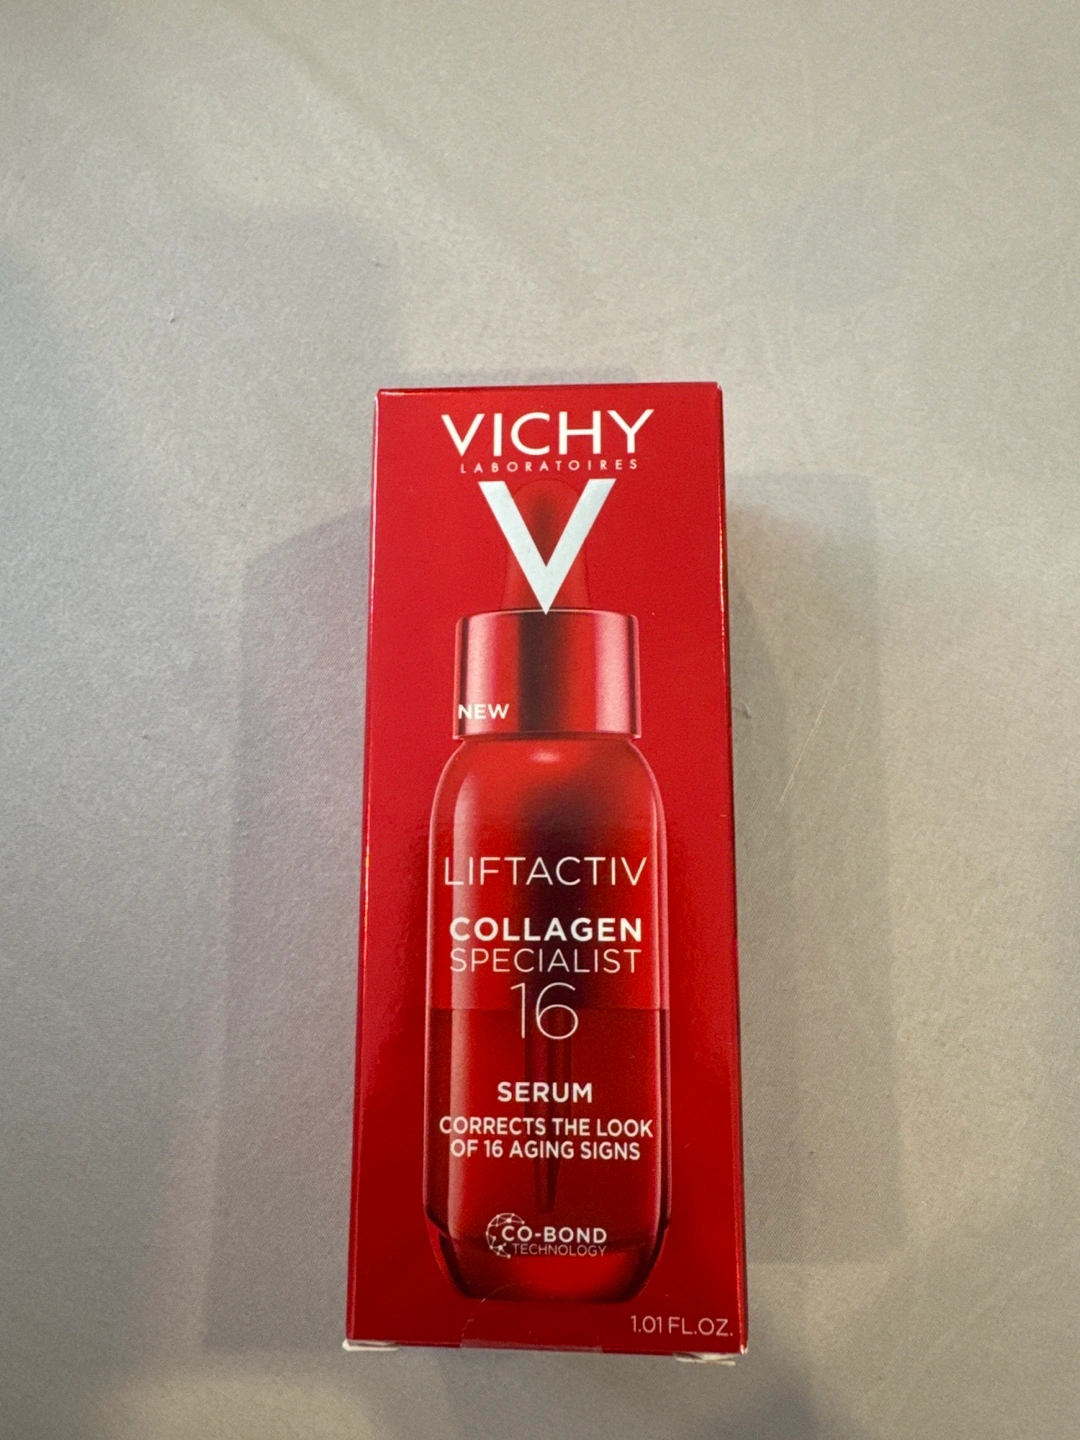 VICHY
LABORATOIRES
V
NEW
LIFTACTIV
COLLAGEN
SPECIALIST
16
SERUM
CORRECTS THE LOOK
OF 16 AGING SIGNS
CO-BOND
TECHNOLOGY
1.01 FL.OZ.